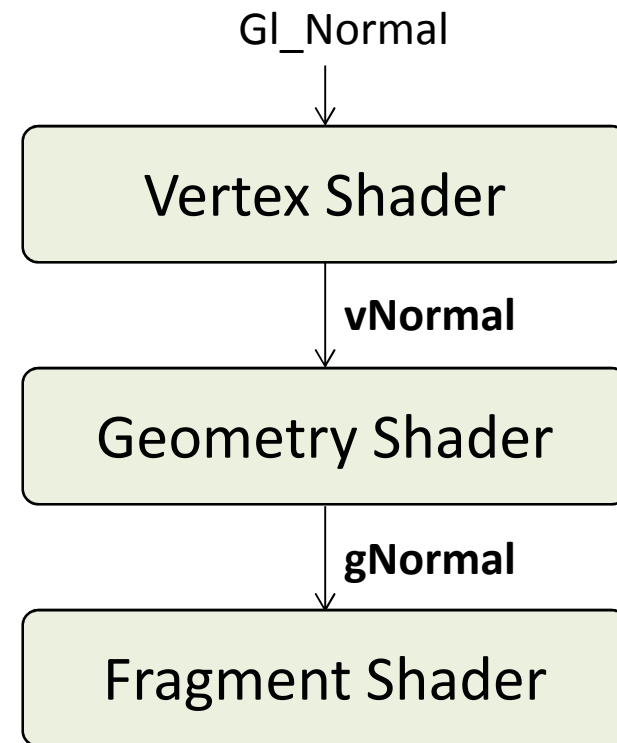 Gl_Normal
Vertex Shader
vNormal
Geometry Shader
gNormal
Fragment Shader